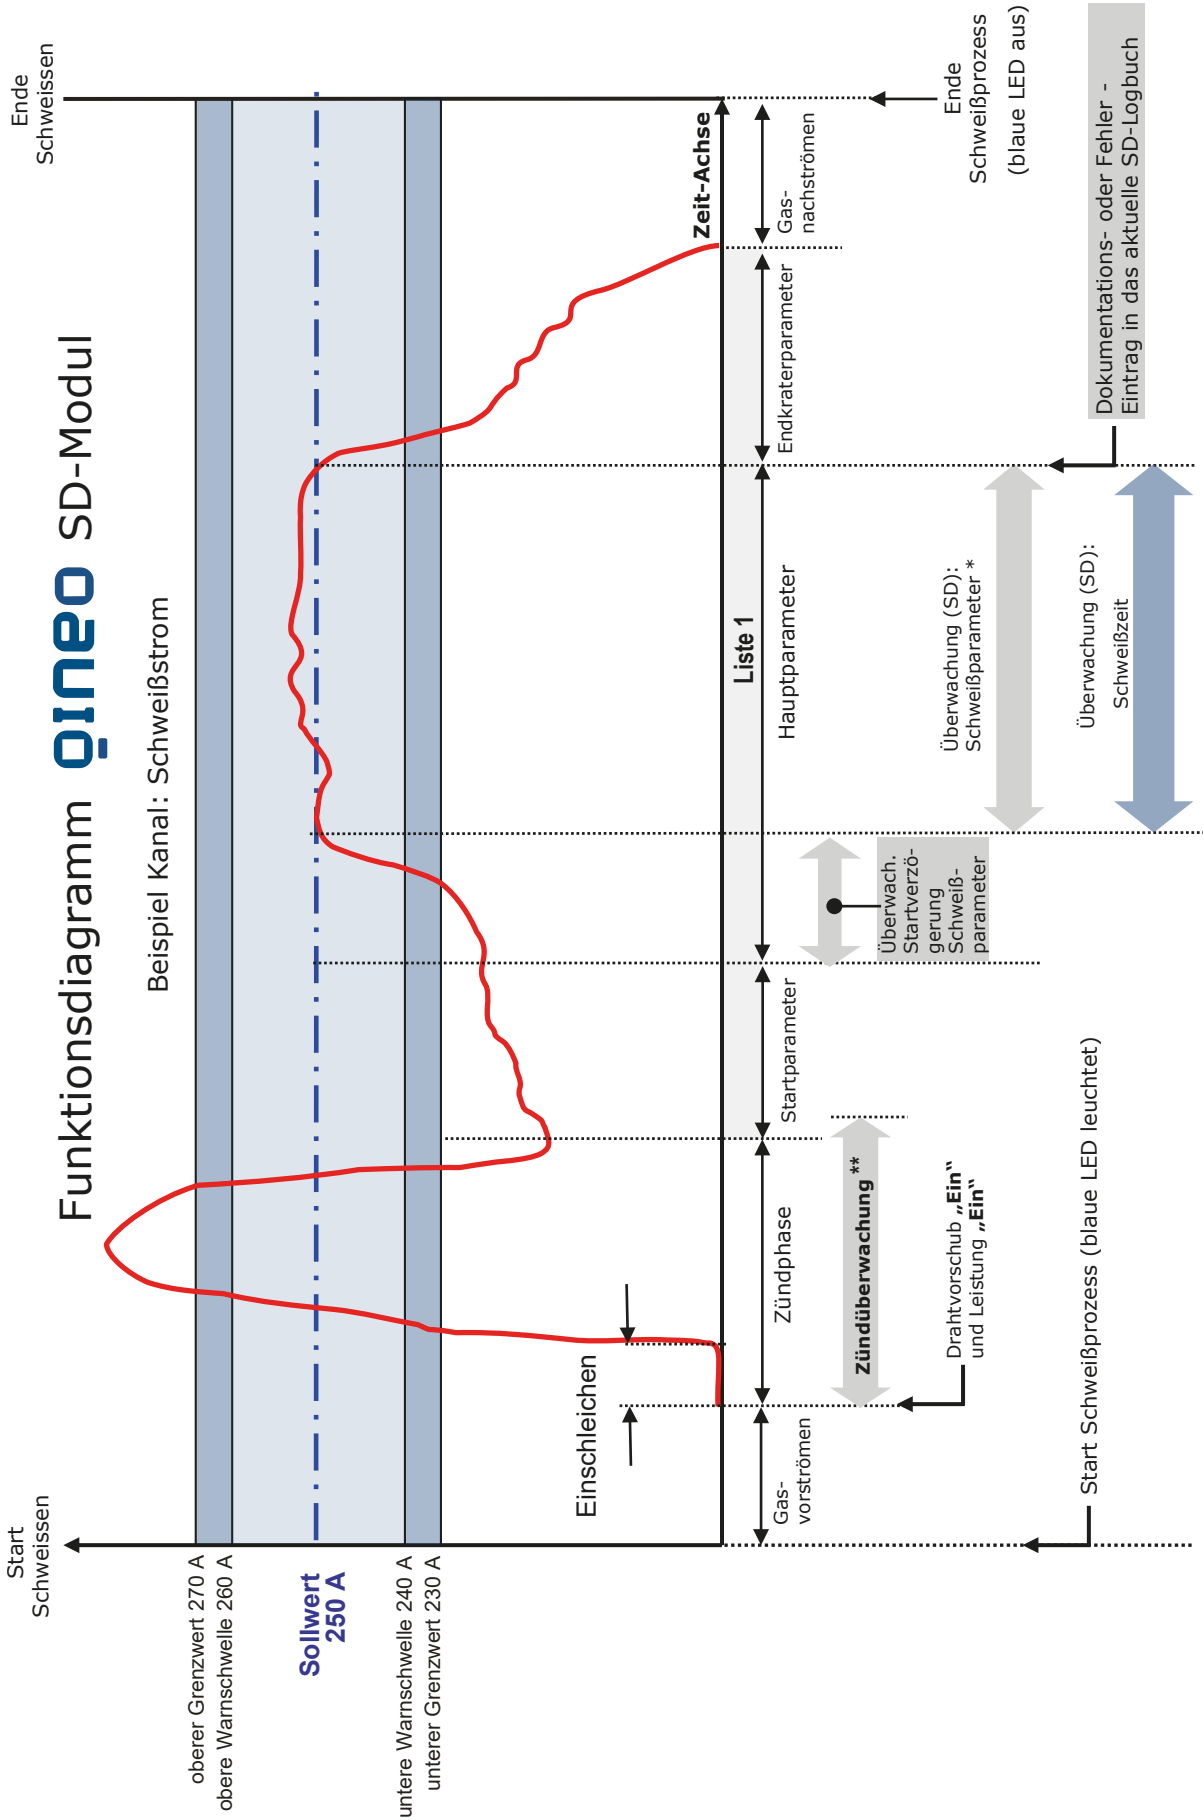 Funktionsdiagramm QINEO SD-Modul
Beispiel Kanal: Schweißstrom
Start
Schweissen
Ende
Schweissen
oberer Grenzwert 270 A
obere Warnschwelle 260 A
Sollwert
250 A
untere Warnschwelle 240 A
unterer Grenzwert 230 A
Einschleichen
Zeit-Achse
Liste 1
Gas-
vorströmen
Zündphase
Startparameter
Hauptparameter
Endkraterparameter
Gas-
nachströmen
Zündüberwachung **
Überwach.
Startverzö-
gerung
Schweiß-
parameter
Drahtvorschub „Ein“
und Leistung „Ein“
Überwachung (SD):
Schweißparameter *
Überwachung (SD):
Schweißzeit
Start Schweißprozess (blaue LED leuchtet)
Dokumentations- oder Fehler -
Eintrag in das aktuelle SD-Logbuch
Ende
Schweißprozess
(blaue LED aus)